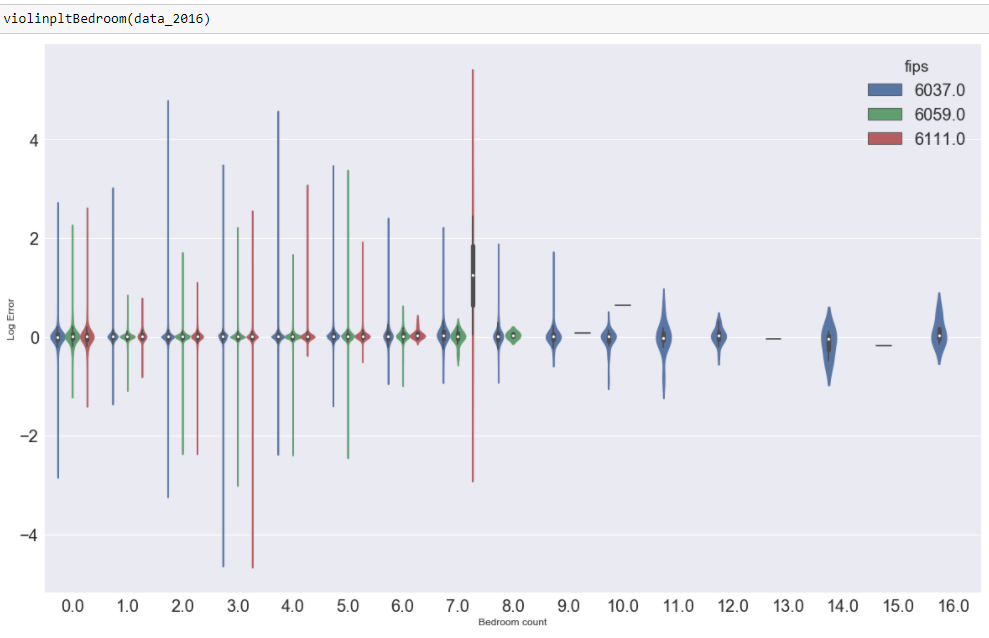 violinpltBedroom(data_2016)
fips
6037.0
6059.0
6111.0
4
2
0
−2
−4
Log Error
0.0 1.0 2.0 3.0 4.0 5.0 6.0 7.0 8.0 9.0 10.0 11.0 12.0 13.0 14.0 15.0 16.0
Bedroom count